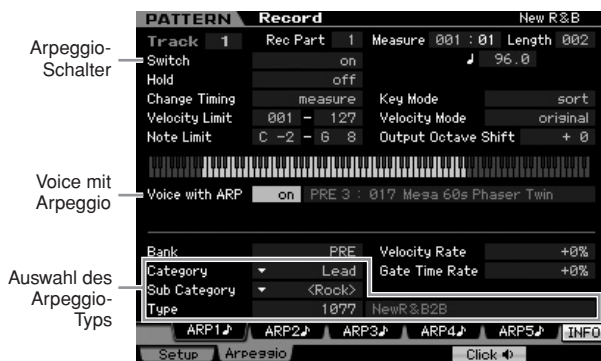 PATTERN Record New R&B
Track 1 Rec Part 1 Measure 001 : 01 Length 002
Arpeggio-
Schalter
Switch on ♩ 96.0
Hold off
Change Timing measure Key Mode sort
Velocity Limit 001 - 127 Velocity Mode original
Note Limit C -2 - G 8 Output Octave Shift + 0
Voice mit
Arpeggio
Voice with ARP on PRE 3 : 017 Mega 60s Phaser Twin
Bank PRE Velocity Rate +0%
Auswahl des
Arpeggio-
Typs
Category Lead Gate Time Rate +0%
Sub Category <Rock>
Type 1077 NewR&B2B
ARP1♪ ARP2♪ ARP3♪ ARP4♪ ARP5♪ INFO
Setup Arpeggio Click